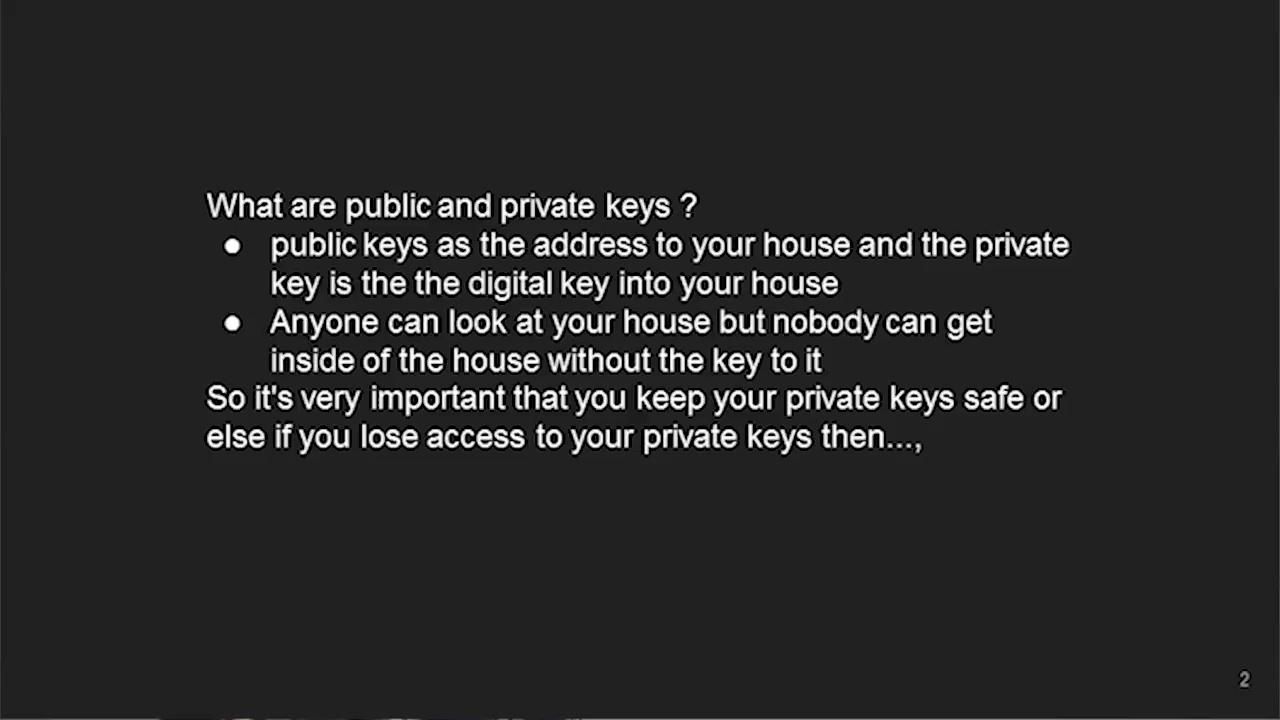 What are public and private keys ?
● public keys as the address to your house and the private
key is the the digital key into your house
● Anyone can look at your house but nobody can get
inside of the house without the key to it
So it's very important that you keep your private keys safe or
else if you lose access to your private keys then...,
2